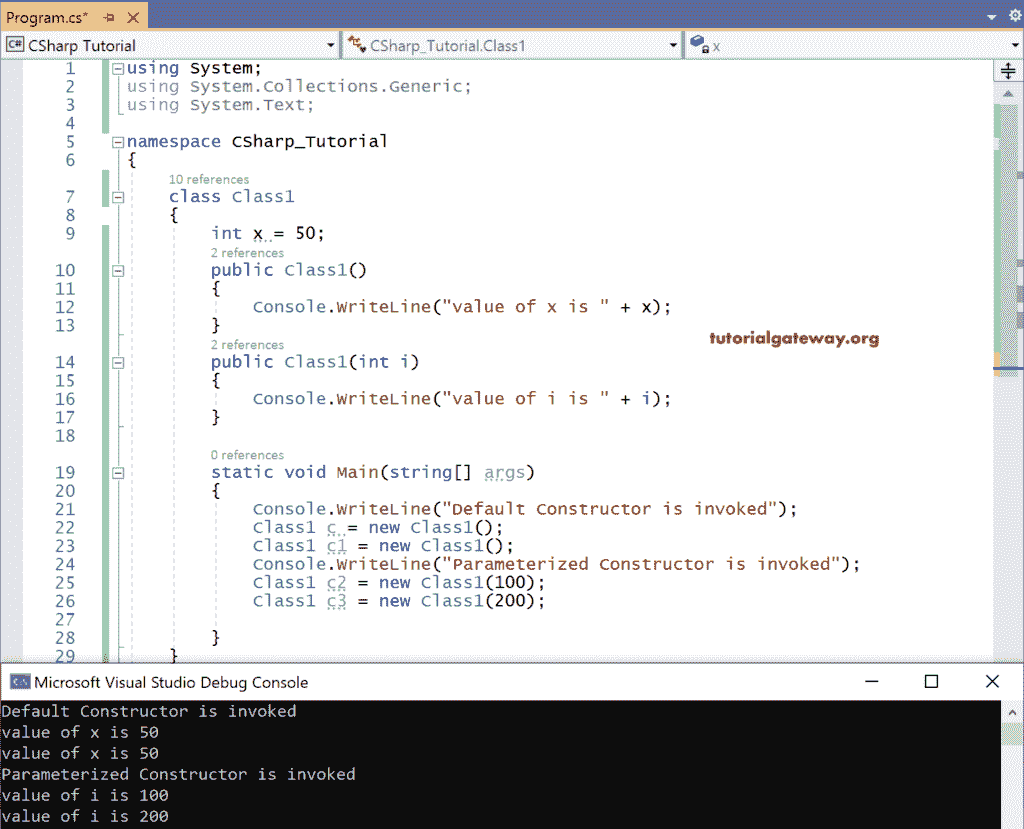 Program.cs*
C# CSharp Tutorial
CSharp_Tutorial.Class1
x
1 using System;
2 using System.Collections.Generic;
3 using System.Text;
4
5 namespace CSharp_Tutorial
6 {
10 references
7 class Class1
8 {
9 int x = 50;
2 references
10 public Class1()
11 {
12 Console.WriteLine("value of x is " + x);
13 }
tutorialgateway.org
2 references
14 public Class1(int i)
15 {
16 Console.WriteLine("value of i is " + i);
17 }
18
0 references
19 static void Main(string[] args)
20 {
21 Console.WriteLine("Default Constructor is invoked");
22 Class1 c = new Class1();
23 Class1 c1 = new Class1();
24 Console.WriteLine("Parameterized Constructor is invoked");
25 Class1 c2 = new Class1(100);
26 Class1 c3 = new Class1(200);
27
28 }
29 }
Microsoft Visual Studio Debug Console
Default Constructor is invoked
value of x is 50
value of x is 50
Parameterized Constructor is invoked
value of i is 100
value of i is 200